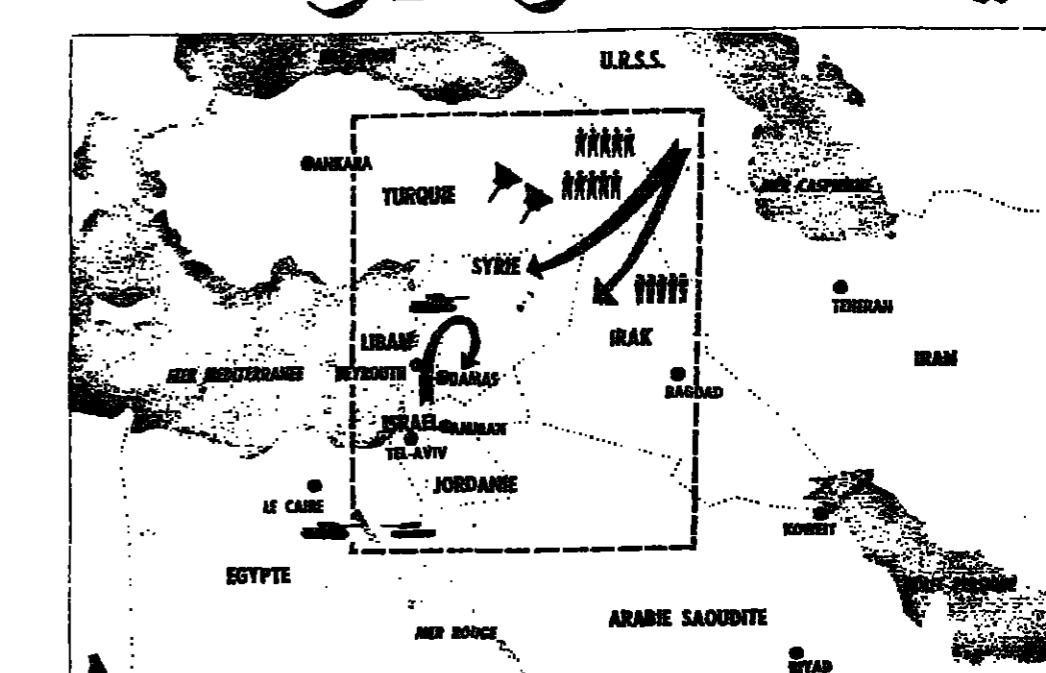 U.R.S.S.
ANKARA
TURQUIE
MER CASPIENNE
SYRIE
TEHERAN
LIBAN
IRAK
IRAN
MER MEDITERRANEE
BEYROUTH
DAMAS
BAGDAD
ISRAEL
AMMAN
TEL-AVIV
JORDANIE
LE CAIRE
KOWEIT
EGYPTE
ARABIE SAOUDITE
MER ROUGE
RYAD